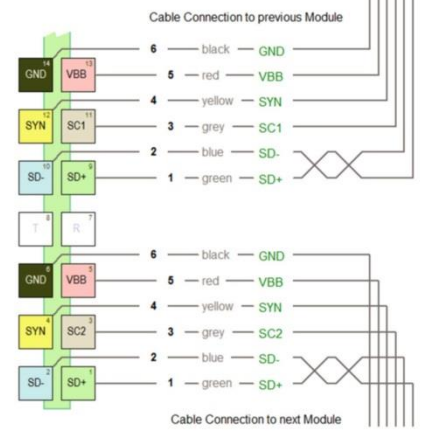 Cable Connection to previous Module
6 black GND
14 13
GND VBB 5 red VBB
4 yellow SYN
12 11
SYN SC1 3 grey SC1
2 blue SD-
10 9
SD- SD+ 1 green SD+
8 7
T R
6 black GND
6 5
GND VBB 5 red VBB
4 yellow SYN
4 3
SYN SC2 3 grey SC2
2 blue SD-
2 1
SD- SD+ 1 green SD+
Cable Connection to next Module